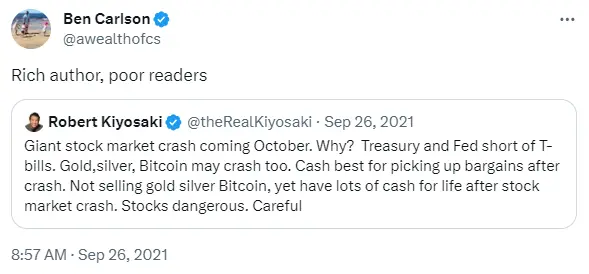 Ben Carlson
@awealthofcs
Rich author, poor readers
Robert Kiyosaki @theRealKiyosaki · Sep 26, 2021
Giant stock market crash coming October. Why?  Treasury and Fed short of T-
bills. Gold,silver, Bitcoin may crash too. Cash best for picking up bargains after
crash. Not selling gold silver Bitcoin, yet have lots of cash for life after stock
market crash. Stocks dangerous. Careful
8:57 AM · Sep 26, 2021